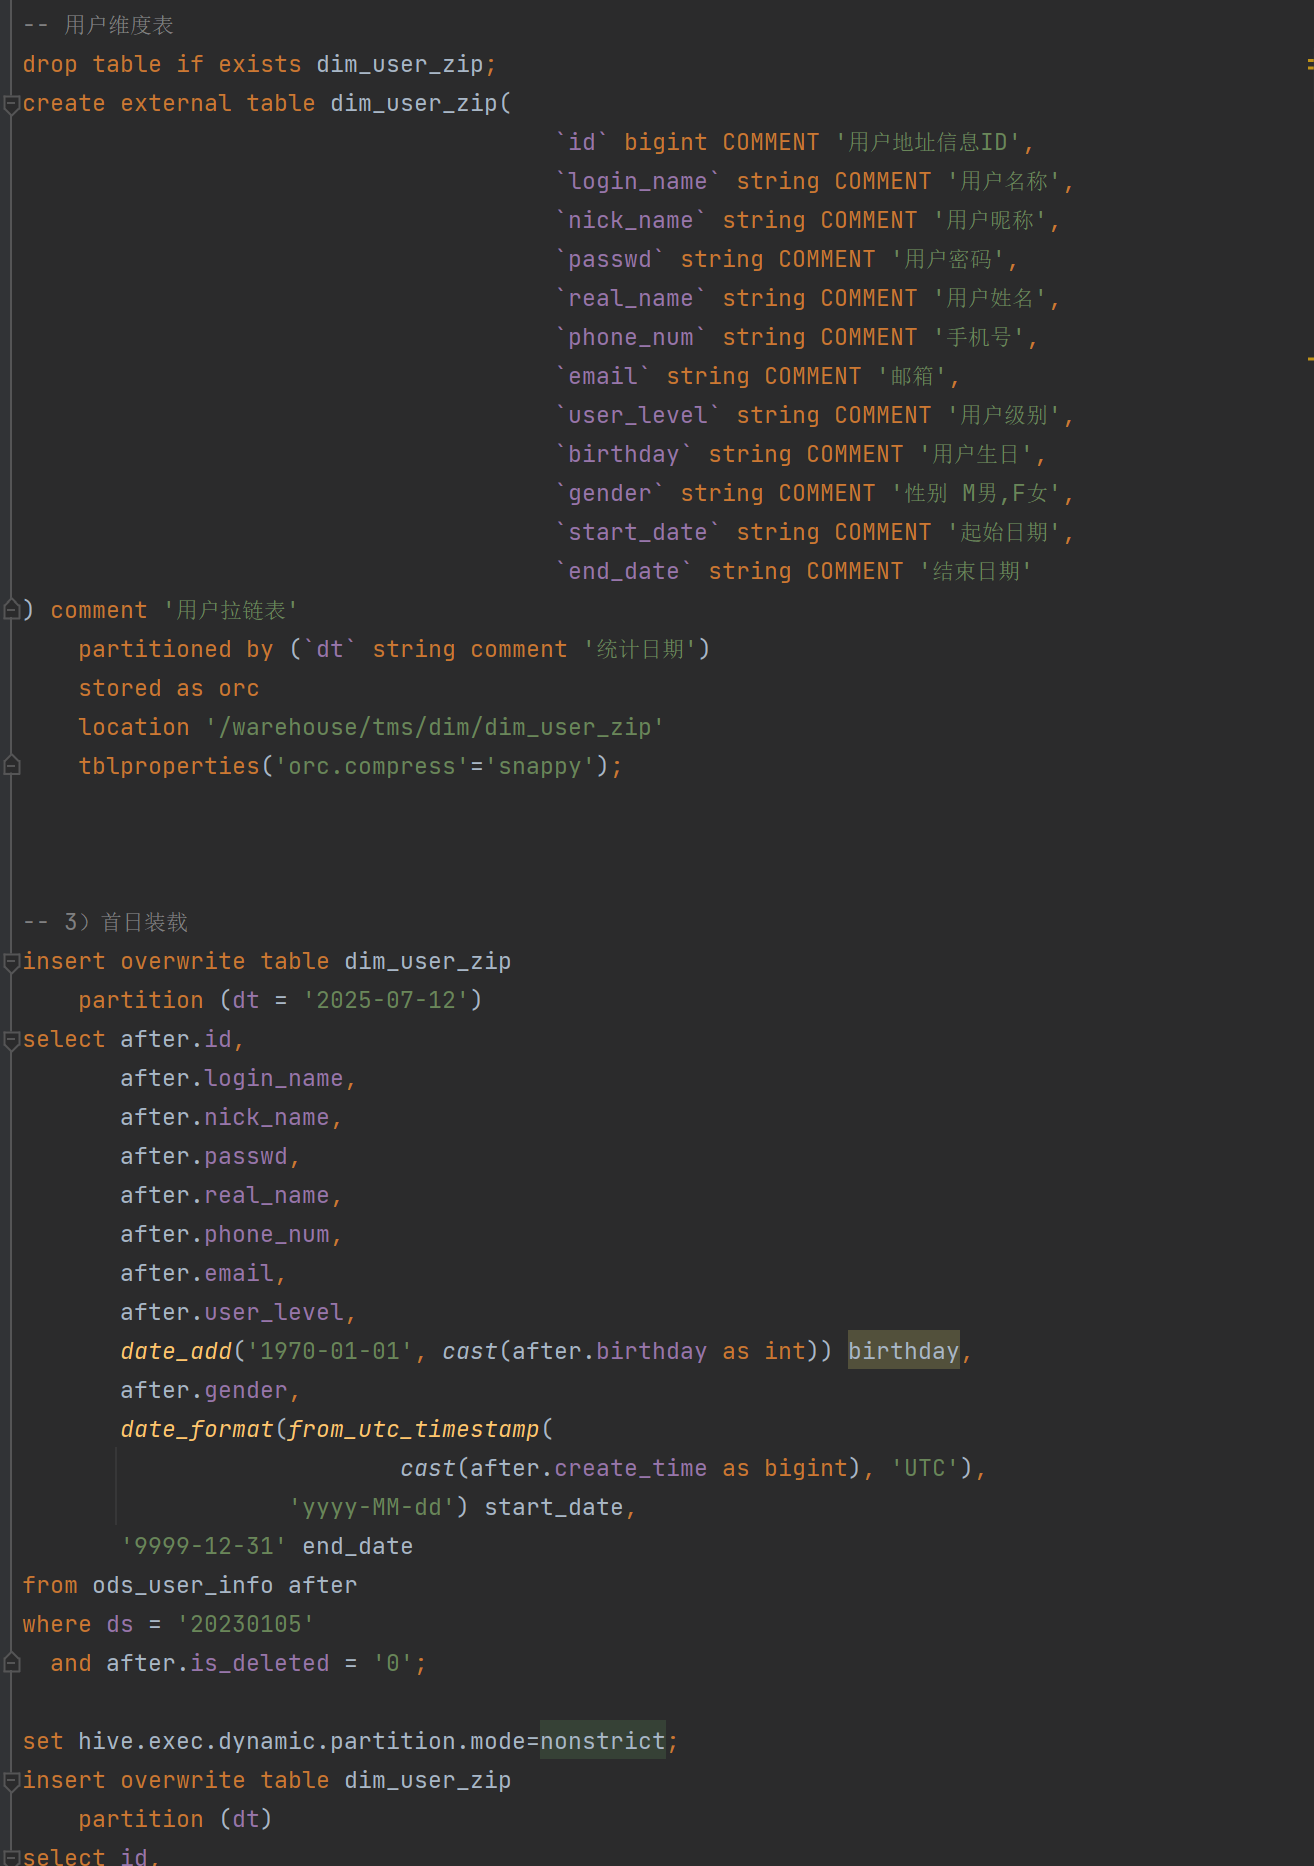 -- 用户维度表
drop table if exists dim_user_zip;
create external table dim_user_zip(
`id` bigint COMMENT '用户地址信息ID',
`login_name` string COMMENT '用户名称',
`nick_name` string COMMENT '用户昵称',
`passwd` string COMMENT '用户密码',
`real_name` string COMMENT '用户姓名',
`phone_num` string COMMENT '手机号',
`email` string COMMENT '邮箱',
`user_level` string COMMENT '用户级别',
`birthday` string COMMENT '用户生日',
`gender` string COMMENT '性别 M男,F女',
`start_date` string COMMENT '起始日期',
`end_date` string COMMENT '结束日期'
) comment '用户拉链表'
partitioned by (`dt` string comment '统计日期')
stored as orc
location '/warehouse/tms/dim/dim_user_zip'
tblproperties('orc.compress'='snappy');
-- 3）首日装载
insert overwrite table dim_user_zip
partition (dt = '2025-07-12')
select after.id,
after.login_name,
after.nick_name,
after.passwd,
after.real_name,
after.phone_num,
after.email,
after.user_level,
date_add('1970-01-01', cast(after.birthday as int)) birthday,
after.gender,
date_format(from_utc_timestamp(
cast(after.create_time as bigint), 'UTC'),
'yyyy-MM-dd') start_date,
'9999-12-31' end_date
from ods_user_info after
where ds = '20230105'
and after.is_deleted = '0';
set hive.exec.dynamic.partition.mode=nonstrict;
insert overwrite table dim_user_zip
partition (dt)
select id,